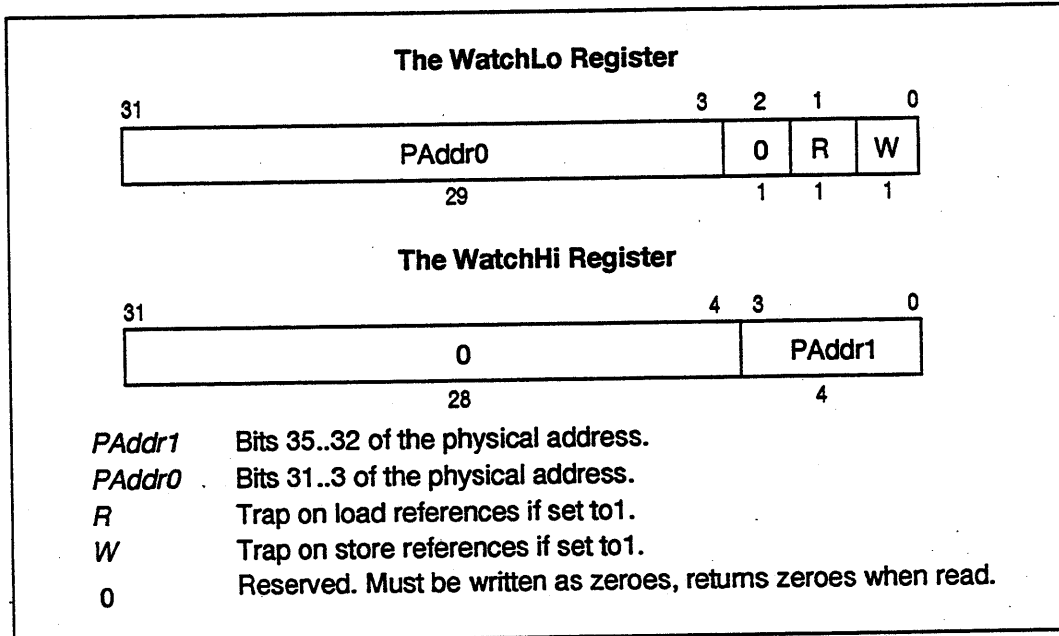 The WatchLo Register
31 3 2 1 0
PAddr0 0 R W
29 1 1 1
The WatchHi Register
31 4 3 0
0 PAddr1
28 4
PAddr1 Bits 35..32 of the physical address.
PAddr0 Bits 31..3 of the physical address.
R Trap on load references if set to1.
W Trap on store references if set to1.
0 Reserved. Must be written as zeroes, returns zeroes when read.